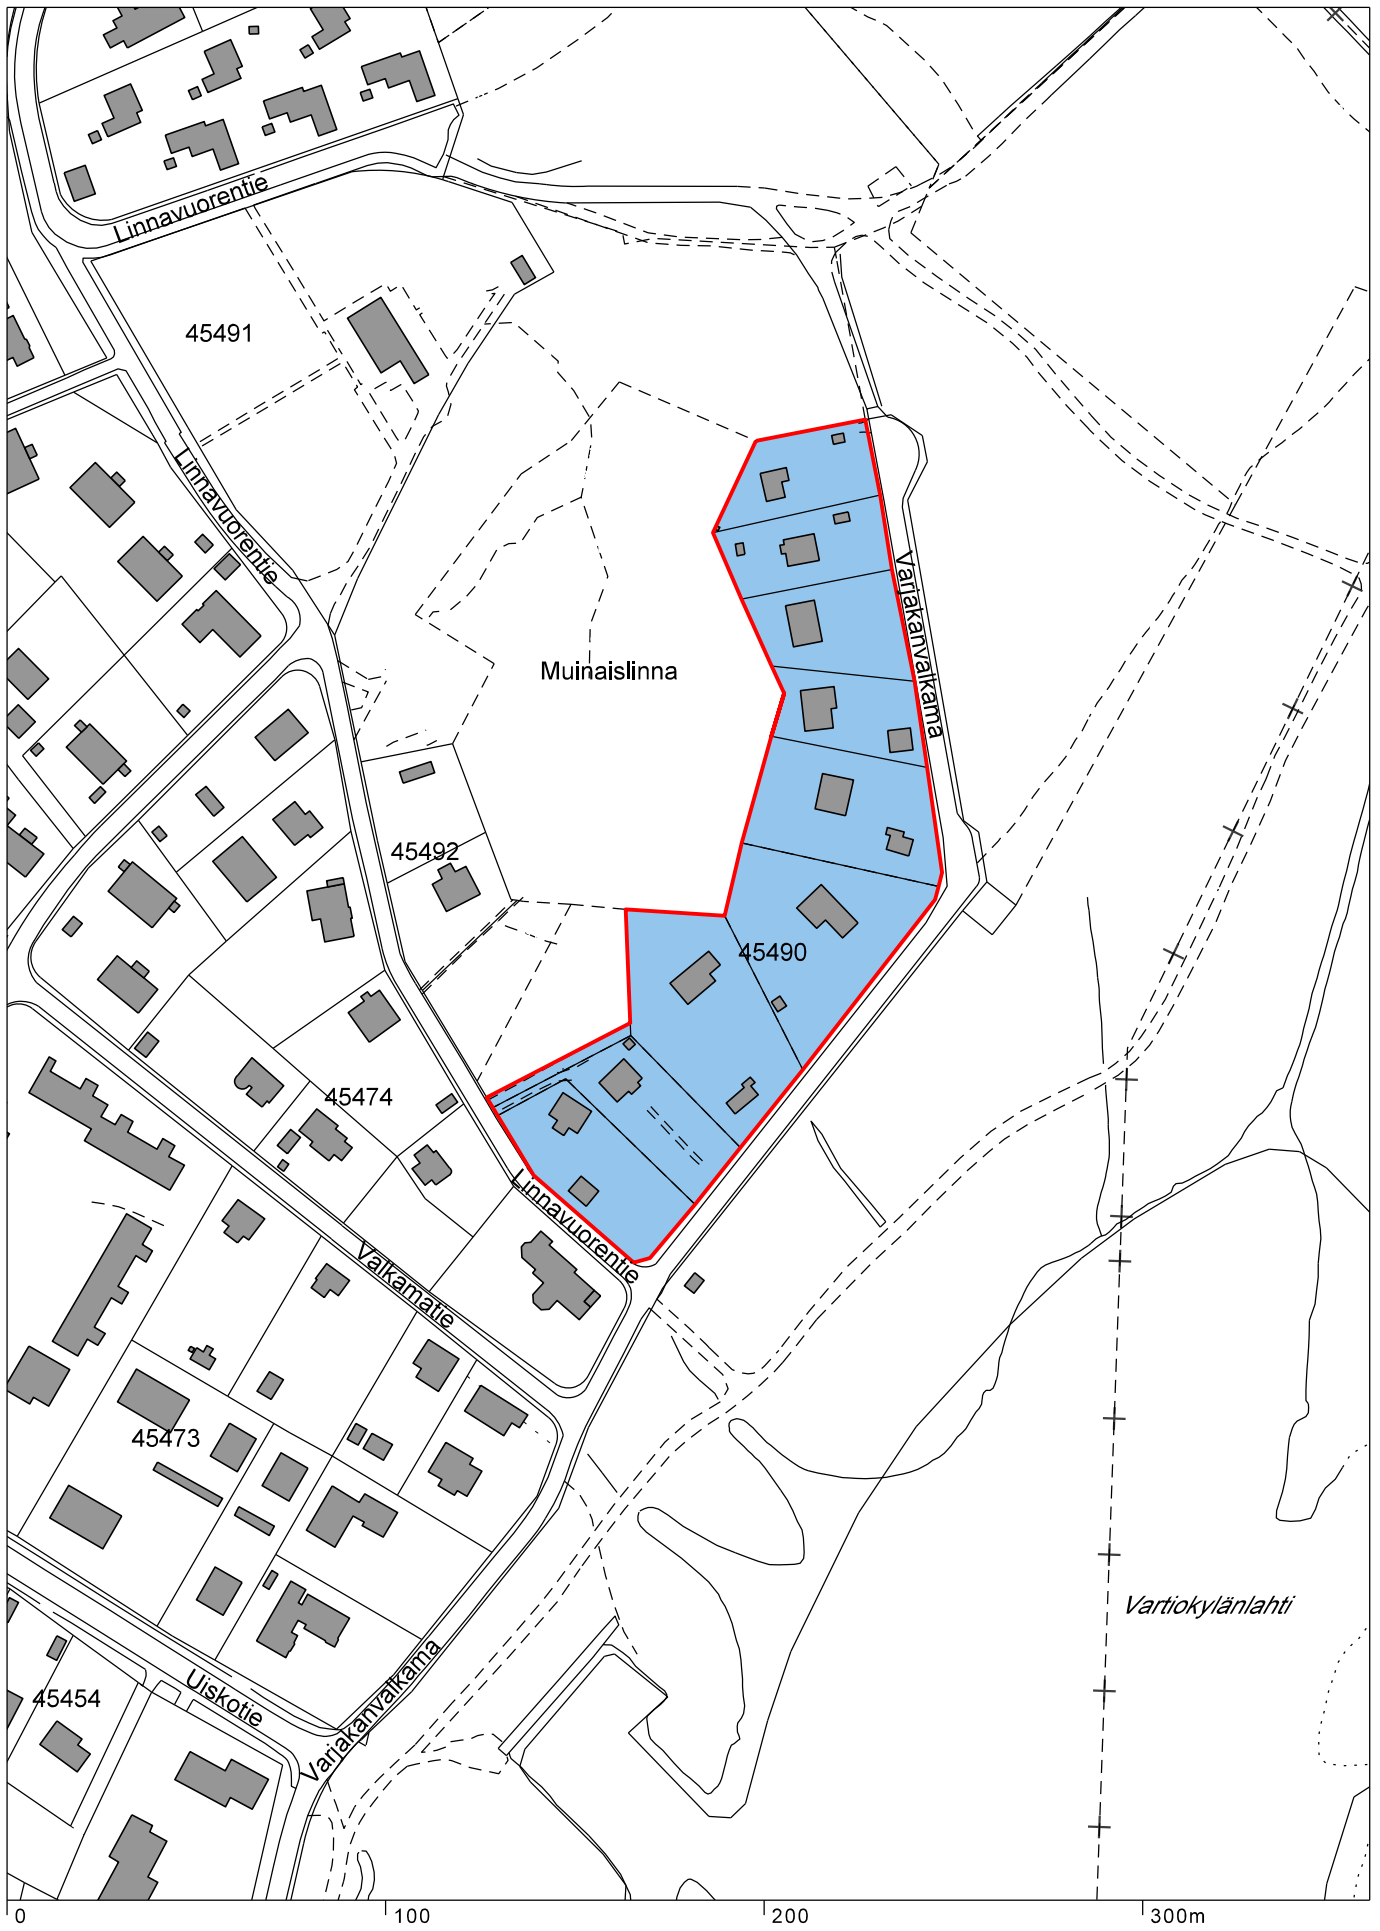 Linnavuorentie
45491
Linnavuorentie
Varjakanvalkama
Muinaislinna
45492
45490
45474
Linnavuorentie
Valkamatie
45473
Vartiokylänlahti
Varjakanvalkama
Uiskotie
45454
0 100 200 300m